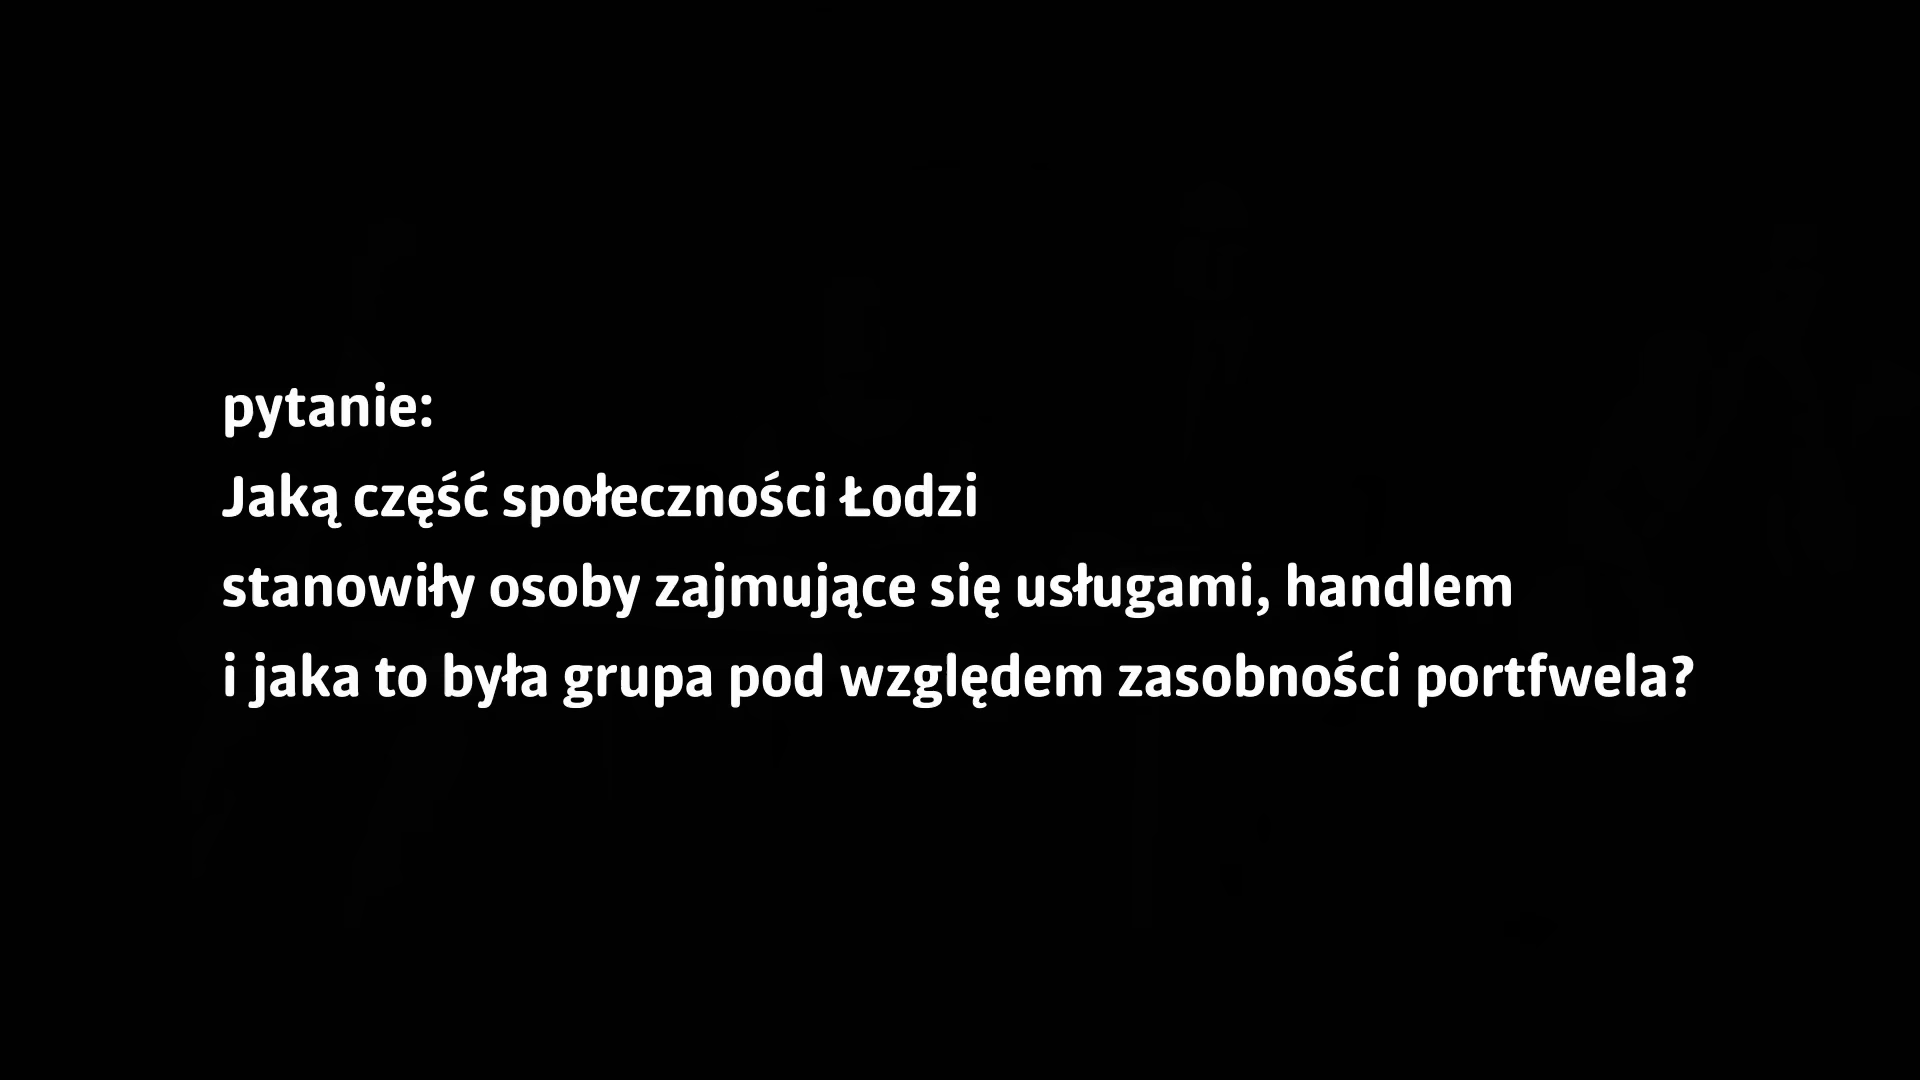 pytanie:
Jaką część społeczności Łodzi
stanowiły osoby zajmujące się usługami, handlem
i jaka to była grupa pod względem zasobności portfwela?